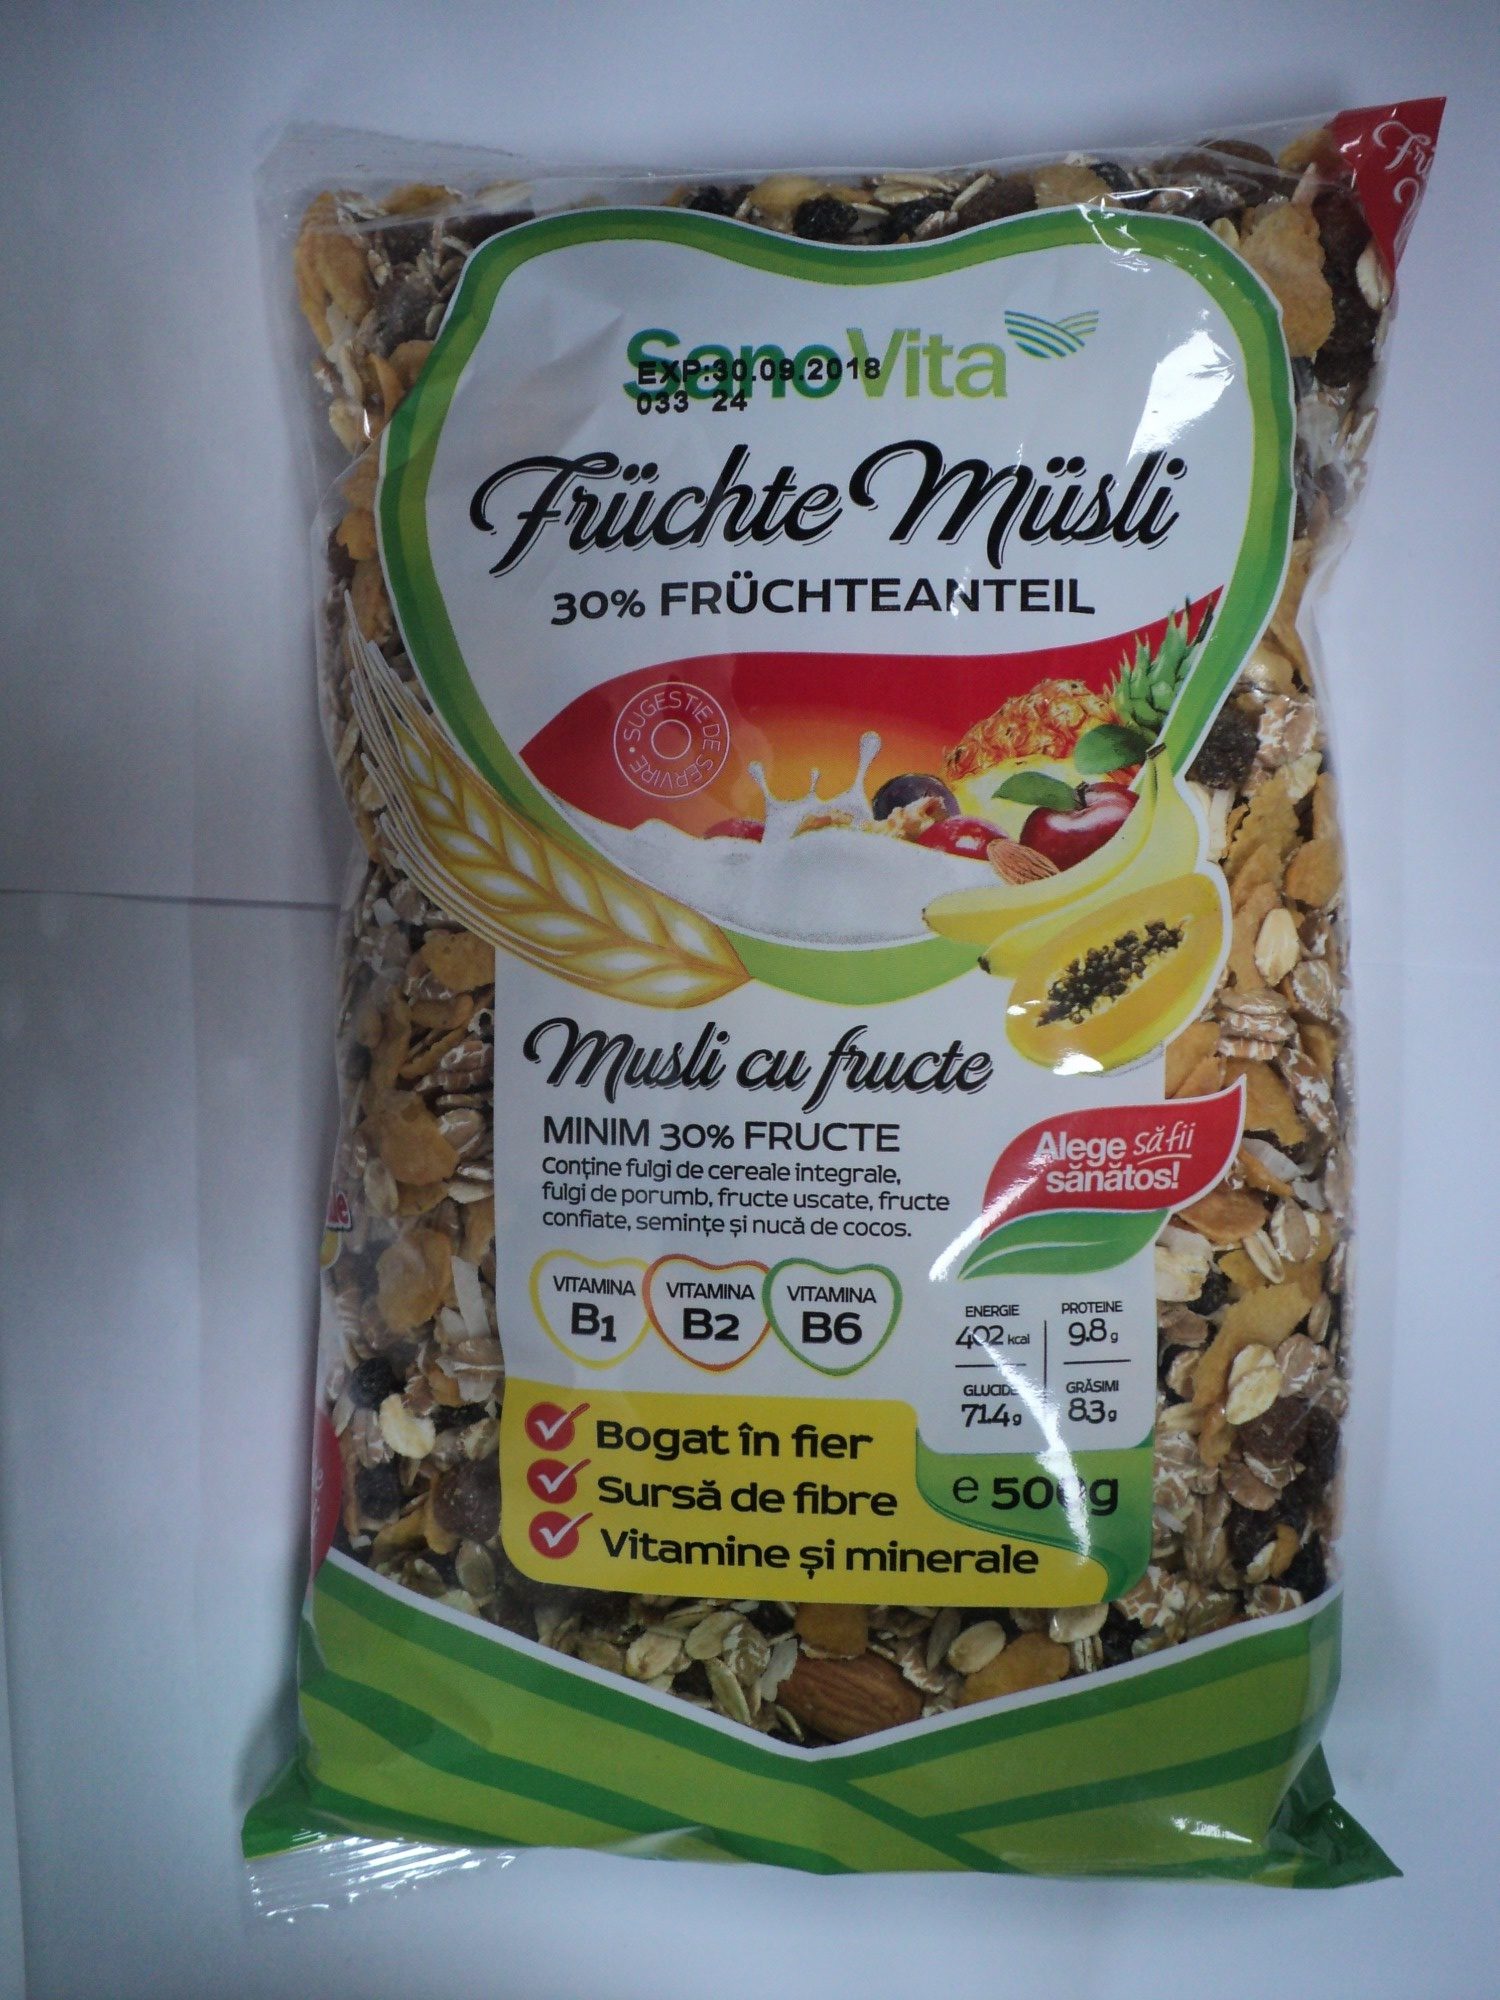 SanoVita
EXP:30.09.2018
033 24
Früchte Müsli
30% FRÜCHTEANTEIL
SUGESTIE DE SERVIRE
Musli cu fructe
MINIM 30% FRUCTE
Conține fulgi de cereale integrale,
fulgi de porumb, fructe uscate, fructe
confiate, semințe și nucă de cocos.
Alege să fii
sănătos!
VITAMINA
B1
VITAMINA
B2
VITAMINA
B6
ENERGIE
402 kcal
PROTEINE
9.8 g
GLUCIDE
71.4 g
GRĂSIMI
8.3 g
Bogat în fier
Sursă de fibre
Vitamine și minerale
e 500g